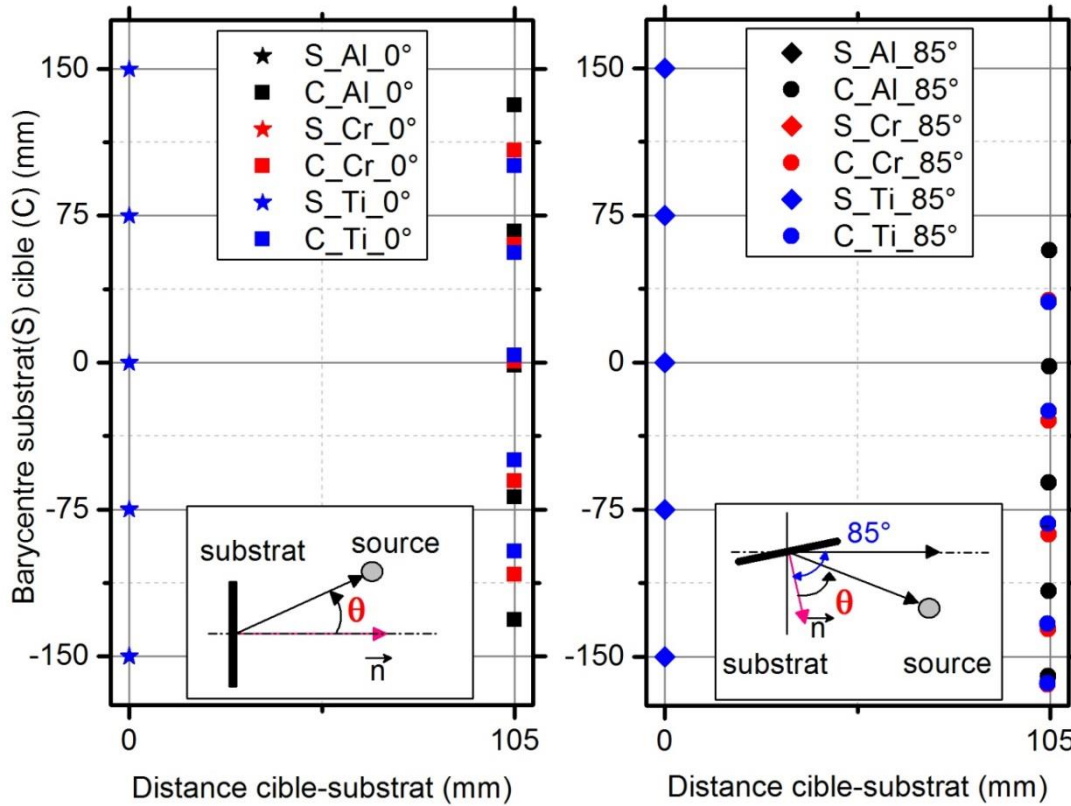 Barycentre substrat(S) cible (C) (mm)
150
75
0
-75
-150
S_Al_0°
C_Al_0°
S_Cr_0°
C_Cr_0°
S_Ti_0°
C_Ti_0°
substrat
source
θ
n
0
105
Distance cible-substrat (mm)
150
75
0
-75
-150
S_Al_85°
C_Al_85°
S_Cr_85°
C_Cr_85°
S_Ti_85°
C_Ti_85°
85°
θ
n
substrat
source
0
105
Distance cible-substrat (mm)